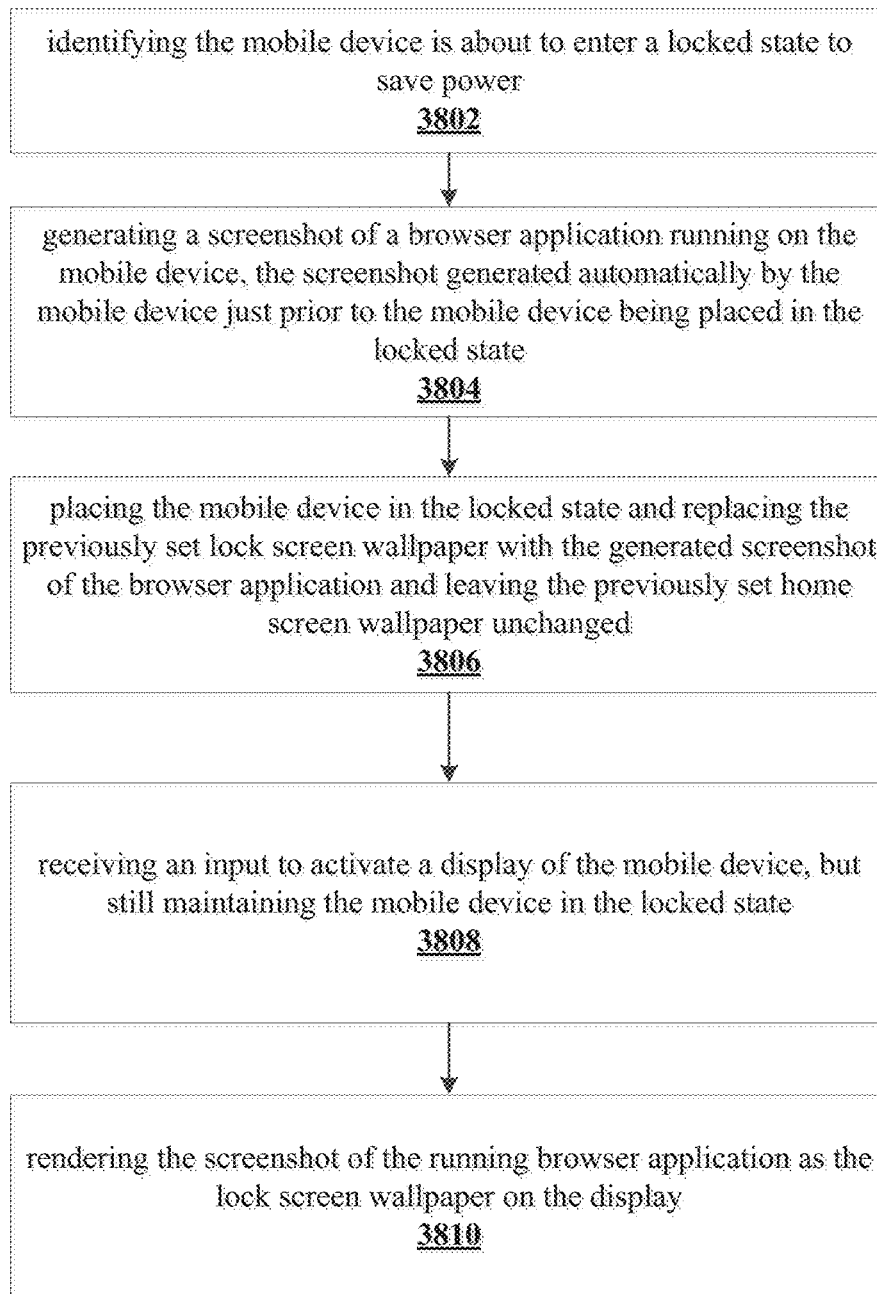 identifying the mobile device is about to enter a locked state to
save power
3802
generating a screenshot of a browser application running on the
mobile device, the screenshot generated automatically by the
mobile device just prior to the mobile device being placed in the
locked state
3804
placing the mobile device in the locked state and replacing the
previously set lock screen wallpaper with the generated screenshot
of the browser application and leaving the previously set home
screen wallpaper unchanged
3806
receiving an input to activate a display of the mobile device, but
still maintaining the mobile device in the locked state
3808
rendering the screenshot of the running browser application as the
lock screen wallpaper on the display
3810